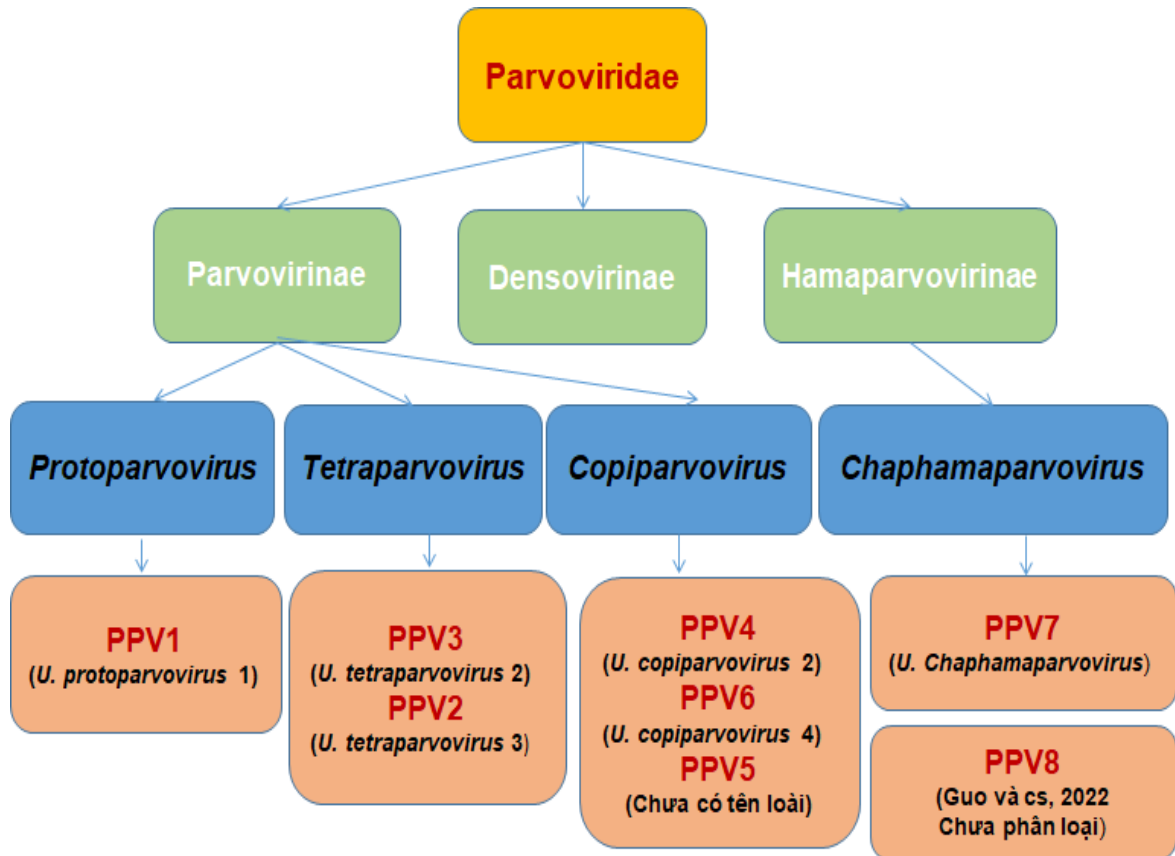 Parvoviridae
Parvovirinae
Densovirinae
Hamaparvovirinae
Protoparvovirus
Tetraparvovirus
Copiparvovirus
Chaphamaparvovirus
PPV1
(U. protoparvovirus 1)
PPV3
(U. tetraparvovirus 2)
PPV2
(U. tetraparvovirus 3)
PPV4
(U. copiparvovirus 2)
PPV6
(U. copiparvovirus 4)
PPV5
(Chưa có tên loài)
PPV7
(U. Chaphamaparvovirus)
PPV8
(Guo và cs, 2022
Chưa phân loại)